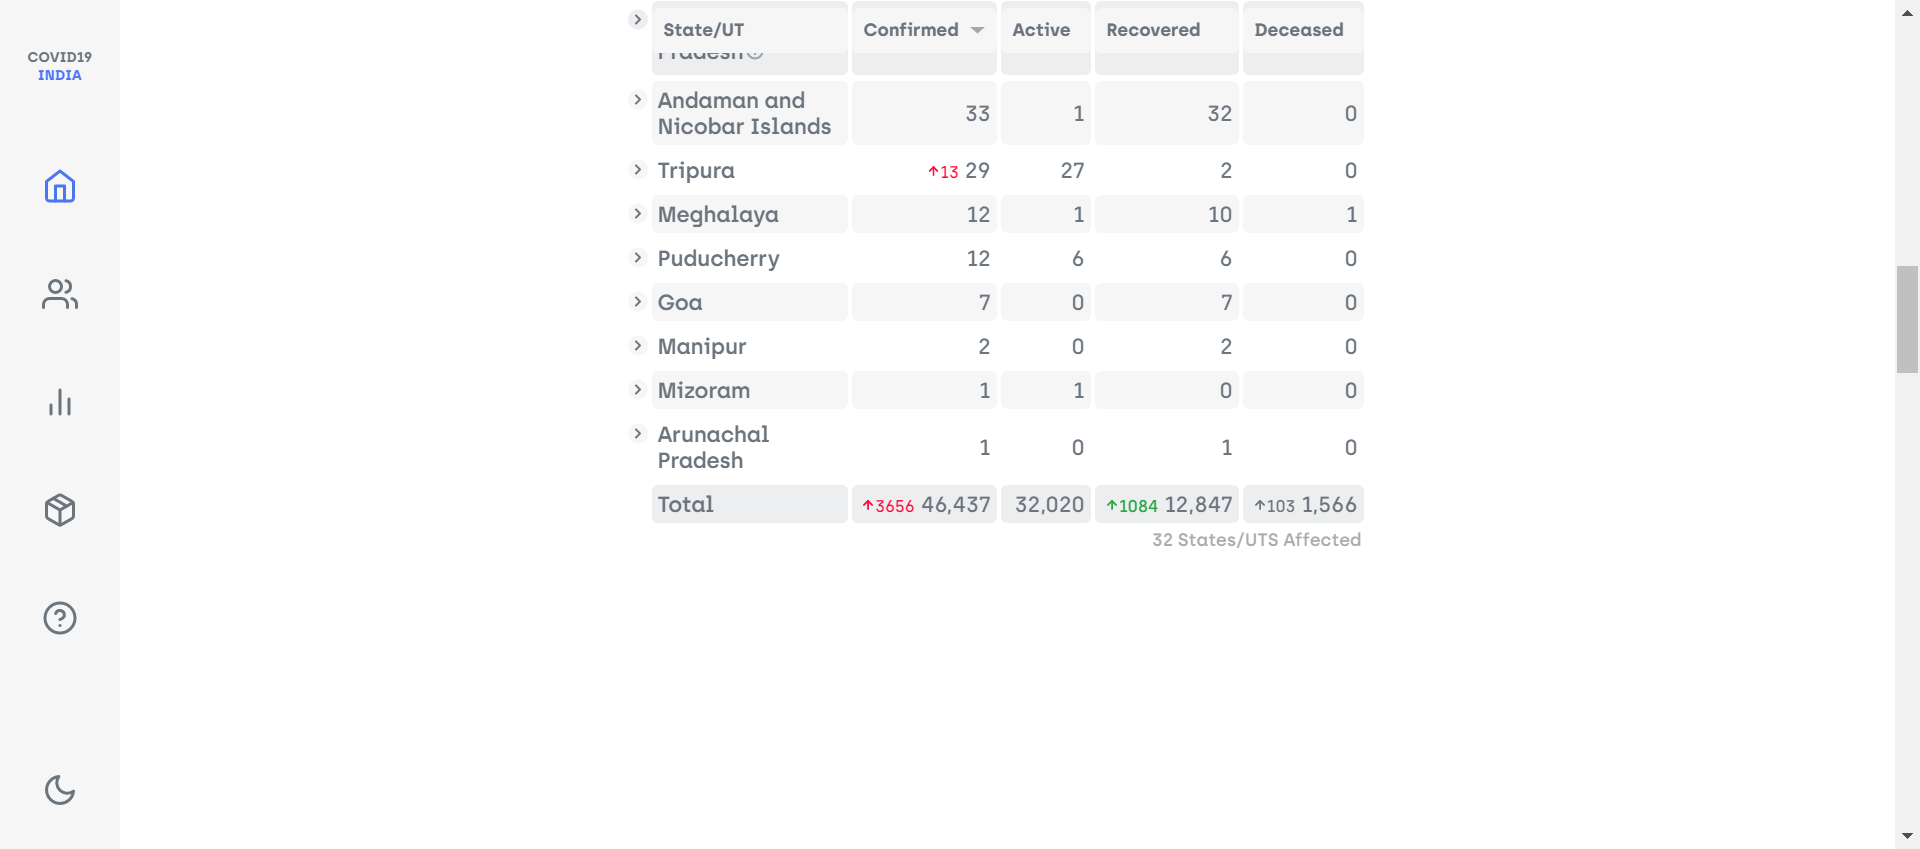 COVID19
INDIA
State/UT Confirmed Active Recovered Deceased
Pradesh
Andaman and
Nicobar Islands 33 1 32 0
Tripura ↑13 29 27 2 0
Meghalaya 12 1 10 1
Puducherry 12 6 6 0
Goa 7 0 7 0
Manipur 2 0 2 0
Mizoram 1 1 0 0
Arunachal
Pradesh 1 0 1 0
Total ↑3656 46,437 32,020 ↑1084 12,847 ↑103 1,566
32 States/UTS Affected